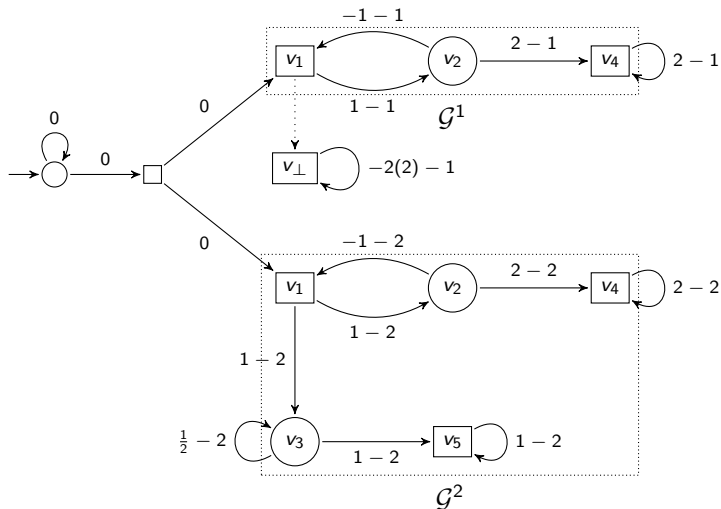 −1 − 1
v₁
v₂
2 − 1
v₄
2 − 1
0
1 − 1
𝒢¹
0
0
v⊥
−2(2) − 1
0
−1 − 2
v₁
v₂
2 − 2
v₄
2 − 2
1 − 2
1 − 2
½ − 2
v₃
1 − 2
v₅
1 − 2
𝒢²